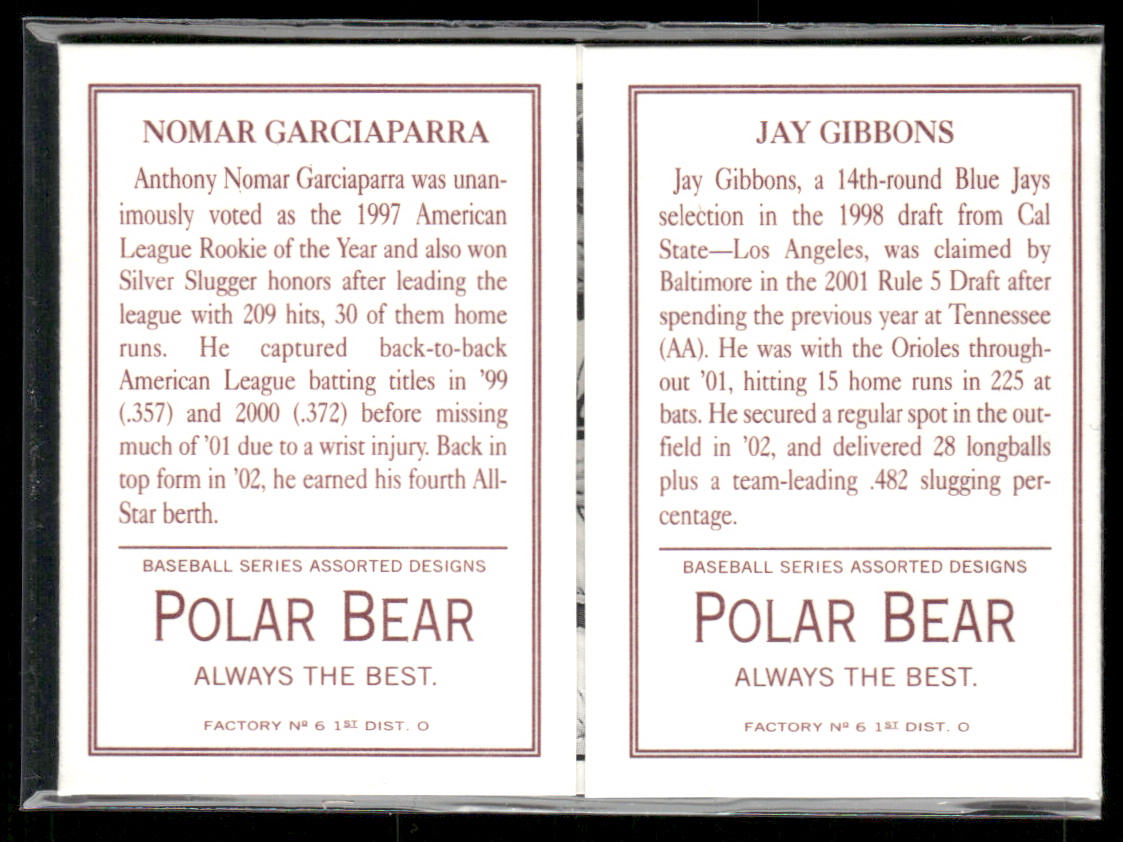 NOMAR GARCIAPARRA
Anthony Nomar Garciaparra was unan-
imously voted as the 1997 American
League Rookie of the Year and also won
Silver Slugger honors after leading the
league with 209 hits, 30 of them home
runs. He captured back-to-back
American League batting titles in '99
(.357) and 2000 (.372) before missing
much of '01 due to a wrist injury. Back in
top form in '02, he earned his fourth All-
Star berth.
BASEBALL SERIES ASSORTED DESIGNS
POLAR BEAR
ALWAYS THE BEST.
FACTORY Nº 6 1ST DIST. O
JAY GIBBONS
Jay Gibbons, a 14th-round Blue Jays
selection in the 1998 draft from Cal
State—Los Angeles, was claimed by
Baltimore in the 2001 Rule 5 Draft after
spending the previous year at Tennessee
(AA). He was with the Orioles through-
out '01, hitting 15 home runs in 225 at
bats. He secured a regular spot in the out-
field in '02, and delivered 28 longballs
plus a team-leading .482 slugging per-
centage.
BASEBALL SERIES ASSORTED DESIGNS
POLAR BEAR
ALWAYS THE BEST.
FACTORY Nº 6 1ST DIST. O